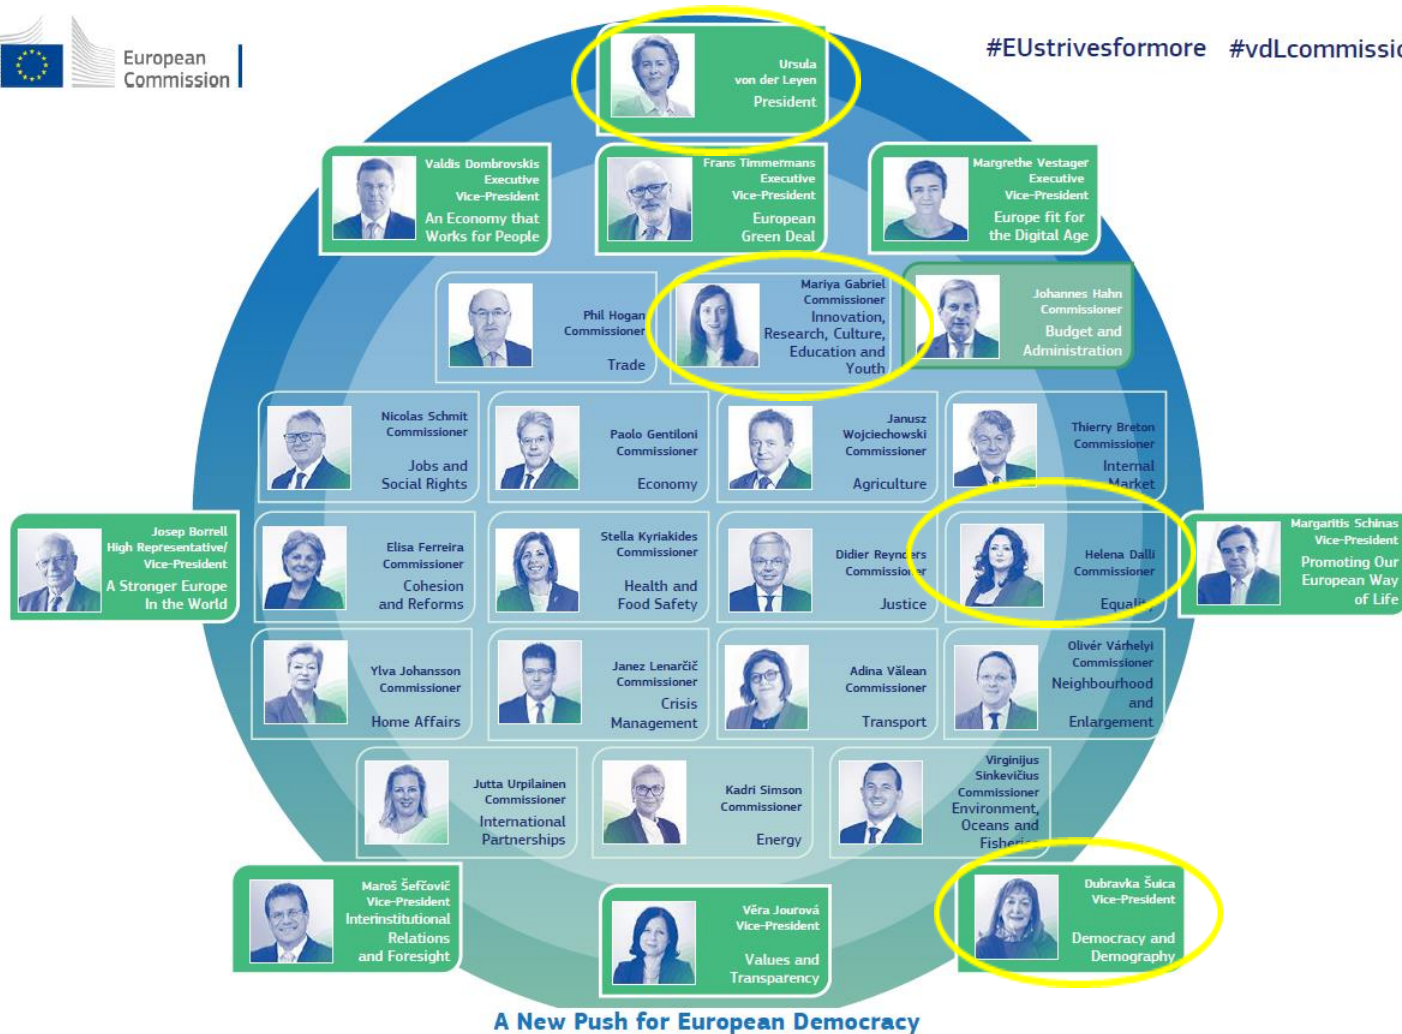 European
Commission
#EUstrivesformore #vdLcommissio
Ursula
von der Leyen
President
Valdis Dombrovskis
Executive
Vice-President
An Economy that
Works for People
Frans Timmermans
Executive
Vice-President
European
Green Deal
Margrethe Vestager
Executive
Vice-President
Europe fit for
the Digital Age
Phil Hogan
Commissioner
Trade
Mariya Gabriel
Commissioner
Innovation,
Research, Culture,
Education and
Youth
Johannes Hahn
Commissioner
Budget and
Administration
Nicolas Schmit
Commissioner
Jobs and
Social Rights
Paolo Gentiloni
Commissioner
Economy
Janusz
Wojciechowski
Commissioner
Agriculture
Thierry Breton
Commissioner
Internal
Market
Josep Borrell
High Representative/
Vice-President
A Stronger Europe
In the World
Elisa Ferreira
Commissioner
Cohesion
and Reforms
Stella Kyriakides
Commissioner
Health and
Food Safety
Didier Reynders
Commissioner
Justice
Helena Dalli
Commissioner
Equality
Margaritis Schinas
Vice-President
Promoting Our
European Way
of Life
Ylva Johansson
Commissioner
Home Affairs
Janez Lenarčič
Commissioner
Crisis
Management
Adina Vălean
Commissioner
Transport
Olivér Várhelyi
Commissioner
Neighbourhood
and
Enlargement
Jutta Urpilainen
Commissioner
International
Partnerships
Kadri Simson
Commissioner
Energy
Virginijus
Sinkevičius
Commissioner
Environment,
Oceans and
Fisheries
Maroš Šefčovič
Vice-President
Interinstitutional
Relations
and Foresight
Věra Jourová
Vice-President
Values and
Transparency
Dubravka Šuica
Vice-President
Democracy and
Demography
A New Push for European Democracy